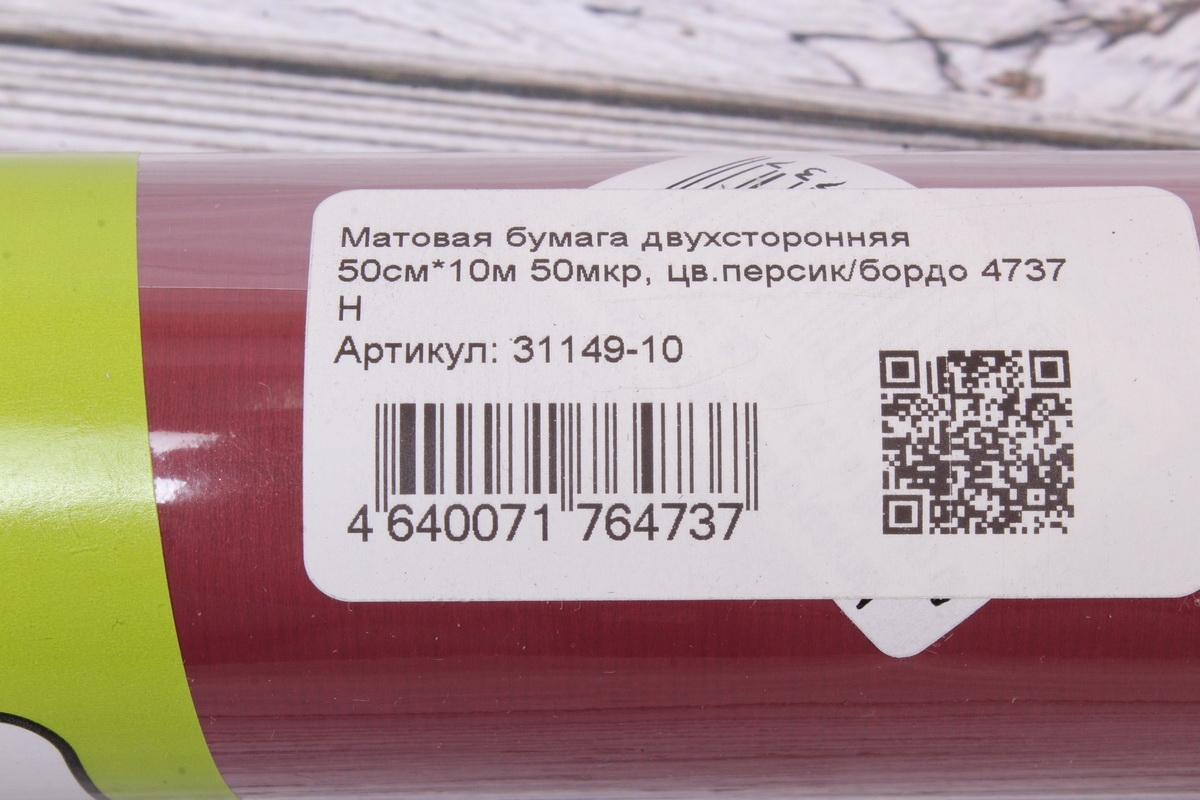 Матовая бумага двухсторонняя
50см*10м 50мкр, цв.персик/бордо 4737
Н
Артикул: 31149-10
4 640071 764737